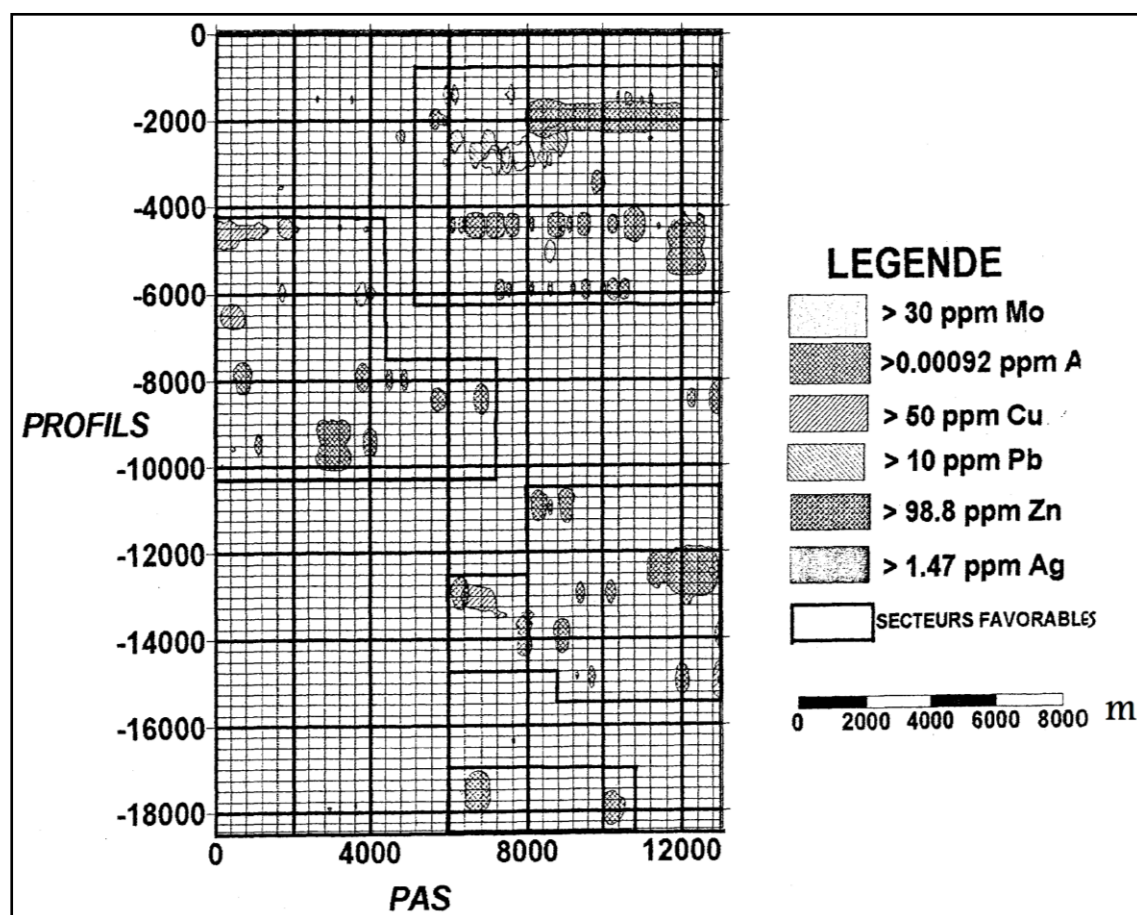 0
-2000
-4000
-6000
-8000
PROFILS
-10000
-12000
-14000
-16000
-18000
0 4000 8000 12000
PAS
LEGENDE
> 30 ppm Mo
>0.00092 ppm A
> 50 ppm Cu
> 10 ppm Pb
> 98.8 ppm Zn
> 1.47 ppm Ag
SECTEURS FAVORABLES
0 2000 4000 6000 8000 m